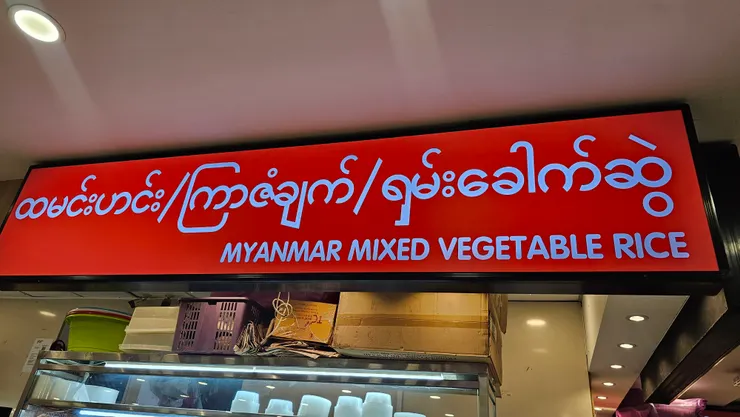 ထမင်းဟင်း/ကြာဇံချက်/ရှမ်းခေါက်ဆွဲ
MYANMAR MIXED VEGETABLE RICE